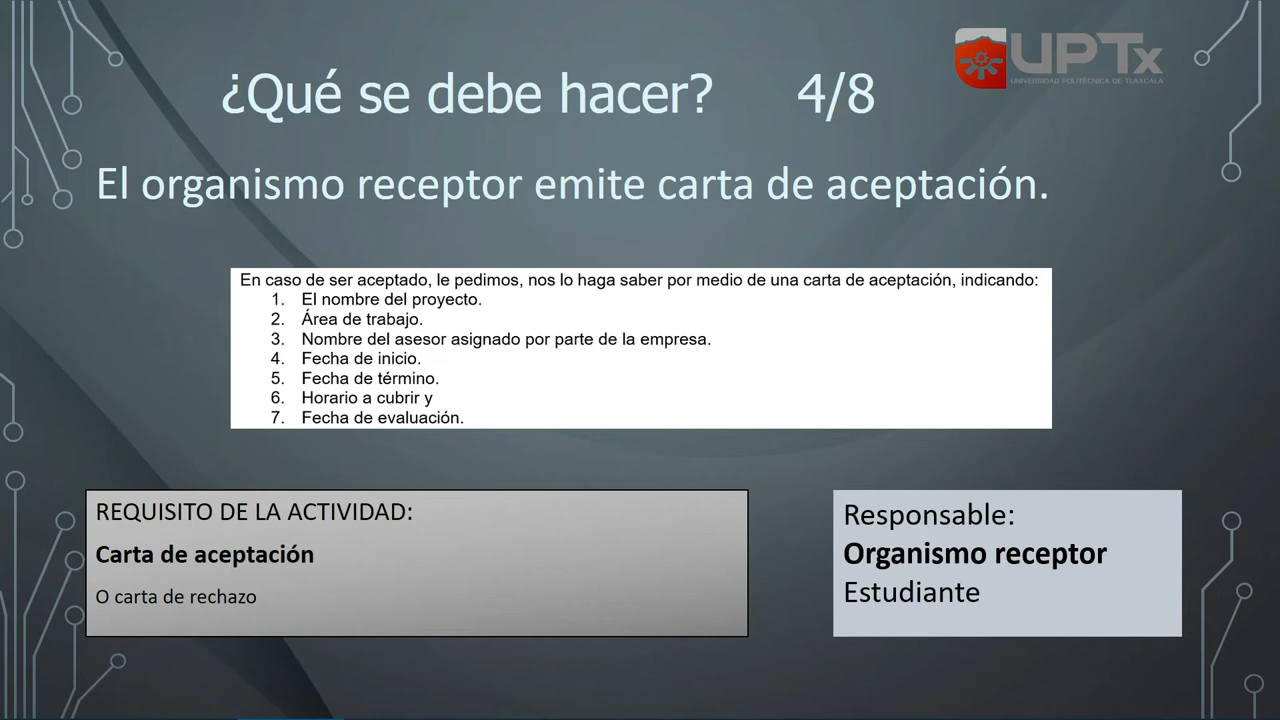 UPTx
UNIVERSIDAD POLITÉCNICA DE TLAXCALA
¿Qué se debe hacer? 4/8
El organismo receptor emite carta de aceptación.
En caso de ser aceptado, le pedimos, nos lo haga saber por medio de una carta de aceptación, indicando:
1. El nombre del proyecto.
2. Área de trabajo.
3. Nombre del asesor asignado por parte de la empresa.
4. Fecha de inicio.
5. Fecha de término.
6. Horario a cubrir y
7. Fecha de evaluación.
REQUISITO DE LA ACTIVIDAD:
Carta de aceptación
O carta de rechazo
Responsable:
Organismo receptor
Estudiante